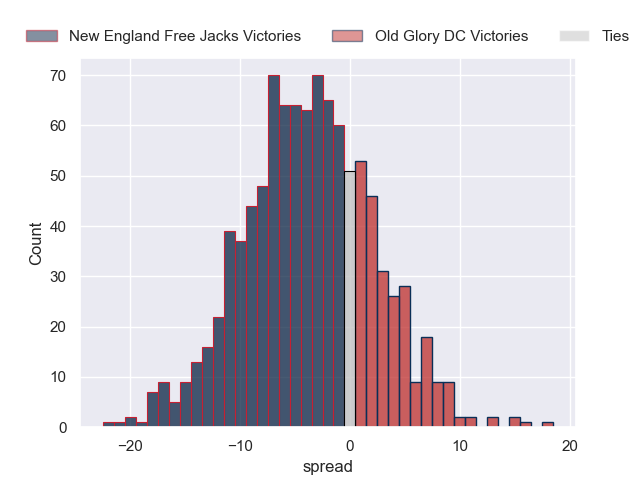 New England Free Jacks Victories Old Glory DC Victories Ties
70
60
50
40
30
20
10
0
Count
−20 −10 0 10 20
spread